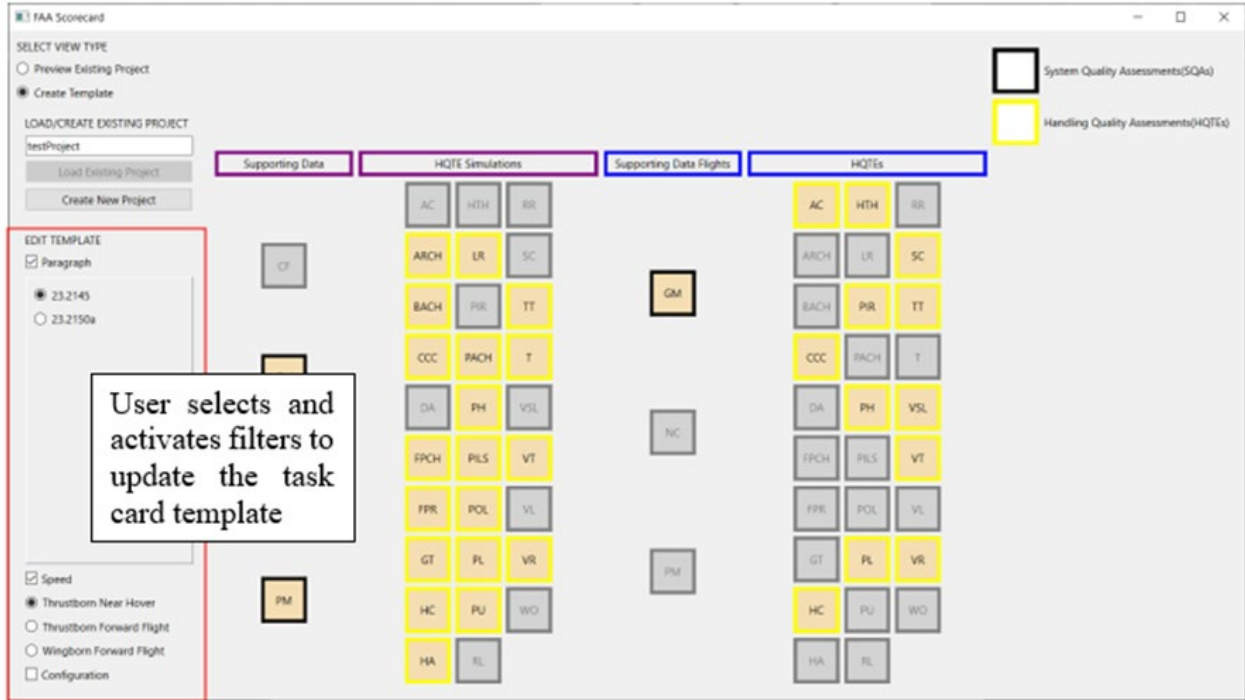 FAA Scorecard
SELECT VIEW TYPE
Preview Existing Project
Create Template
LOAD/CREATE EXISTING PROJECT
testProject
Load Existing Project
Create New Project
EDIT TEMPLATE
Paragraph
23.2145
23.2150a
User selects and
activates filters to
update the task
card template
Speed
Thrustborn Near Hover
Thrustborn Forward Flight
Wingborn Forward Flight
Configuration
System Quality Assessments(SQAs)
Handling Quality Assessments(HQTEs)
Supporting Data
CF
PM
HQTE Simulations
AC HTH RR
ARCH LR SC
BACH PIR TT
CCC PACH T
DA PH VSL
FPCH PILS VT
FPR POL VL
GT PL VR
HC PU WO
HA RL
Supporting Data Flights
GM
NC
PM
HQTEs
AC HTH RR
ARCH LR SC
BACH PIR TT
CCC PACH T
DA PH VSL
FPCH PILS VT
FPR POL VL
GT PL VR
HC PU WO
HA RL